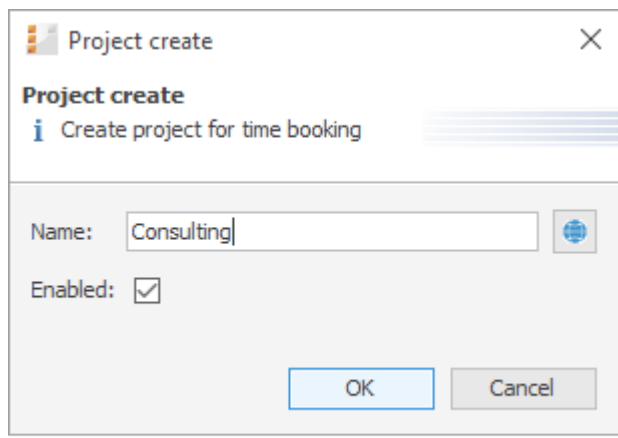 Project create
Project create
Create project for time booking
Name: Consulting
Enabled:
OK Cancel